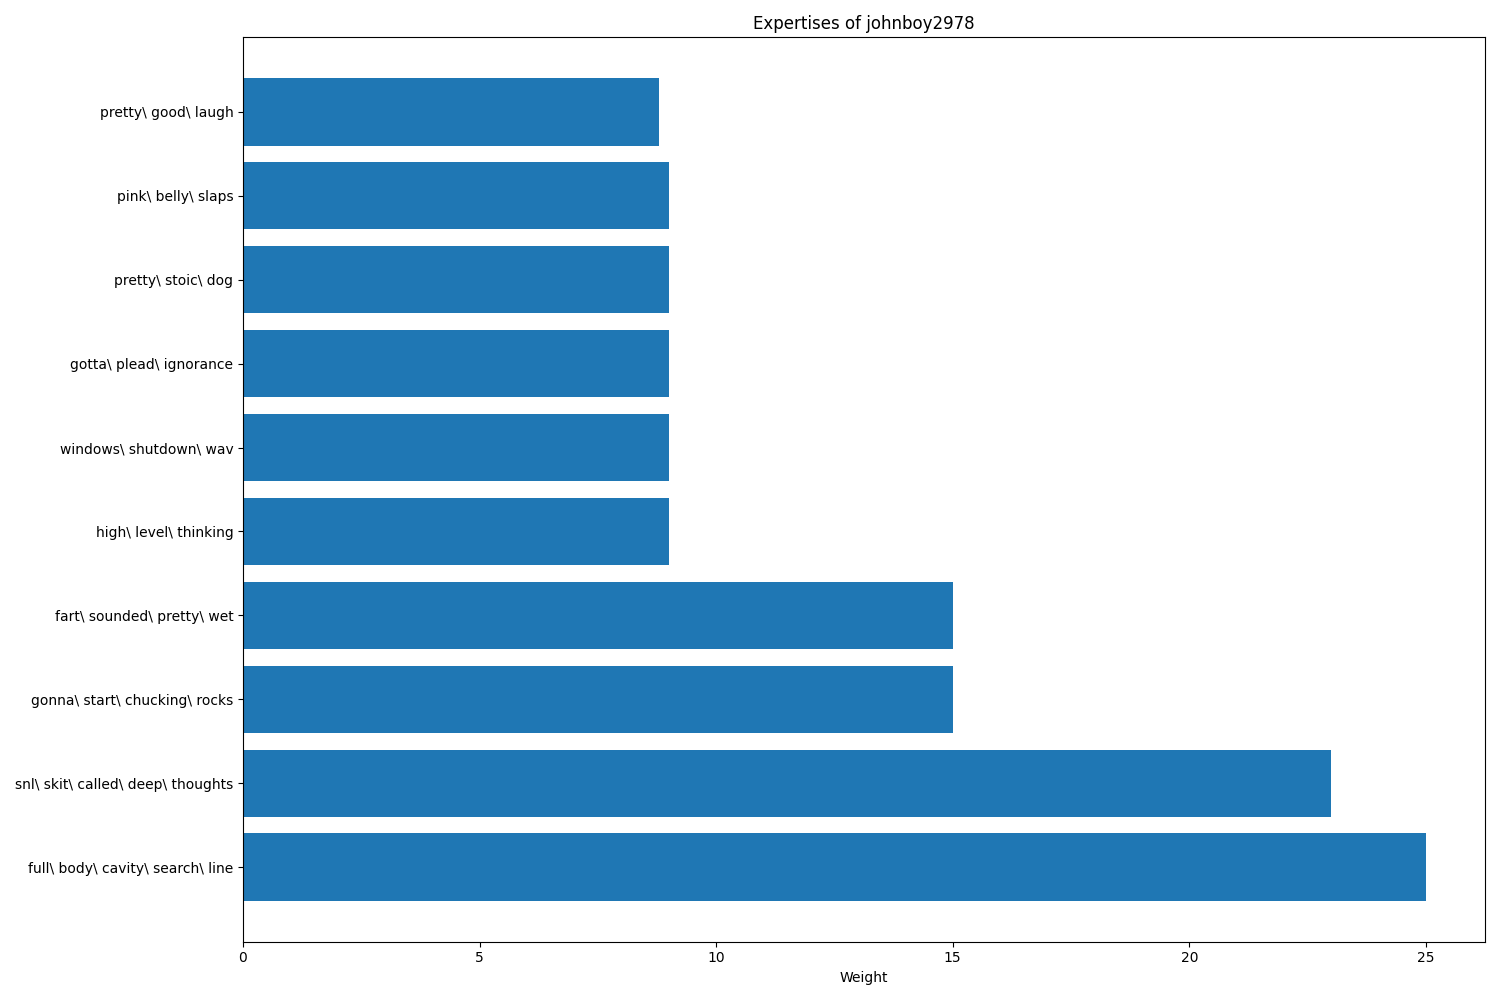 Expertises of johnboy2978
pretty\ good\ laugh
pink\ belly\ slaps
pretty\ stoic\ dog
gotta\ plead\ ignorance
windows\ shutdown\ wav
high\ level\ thinking
fart\ sounded\ pretty\ wet
gonna\ start\ chucking\ rocks
snl\ skit\ called\ deep\ thoughts
full\ body\ cavity\ search\ line
0 5 10 15 20 25
Weight